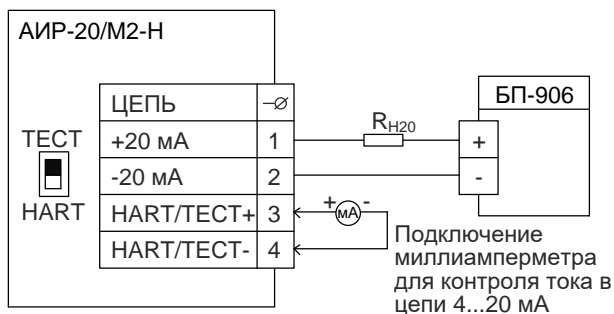 АИР-20/М2-Н
БП-906
ЦЕПЬ
ТЕСТ
HART
+20 мА
1
-20 мА
2
HART/ТЕСТ+
3
HART/ТЕСТ-
4
RН20
+
-
+
мА
-
Подключение
миллиамперметра
для контроля тока в
цепи 4...20 мА